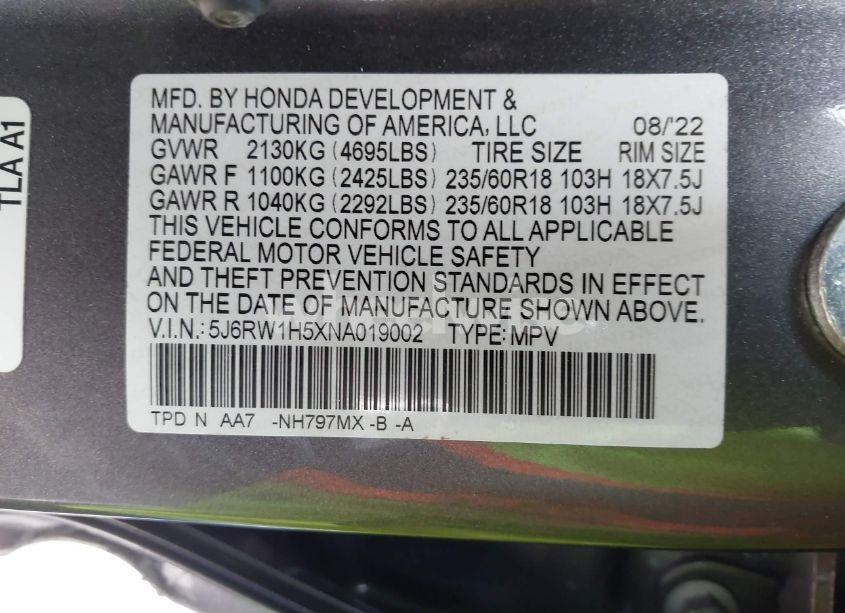 TLA A1
MFD. BY HONDA DEVELOPMENT &
MANUFACTURING OF AMERICA, LLC 08/'22
GVWR 2130KG (4695LBS) TIRE SIZE RIM SIZE
GAWR F 1100KG (2425LBS) 235/60R18 103H 18X7.5J
GAWR R 1040KG (2292LBS) 235/60R18 103H 18X7.5J
THIS VEHICLE CONFORMS TO ALL APPLICABLE
FEDERAL MOTOR VEHICLE SAFETY
AND THEFT PREVENTION STANDARDS IN EFFECT
ON THE DATE OF MANUFACTURE SHOWN ABOVE.
V.I.N.: 5J6RW1H5XNA019002 TYPE: MPV
TPD N AA7 -NH797MX -B -A